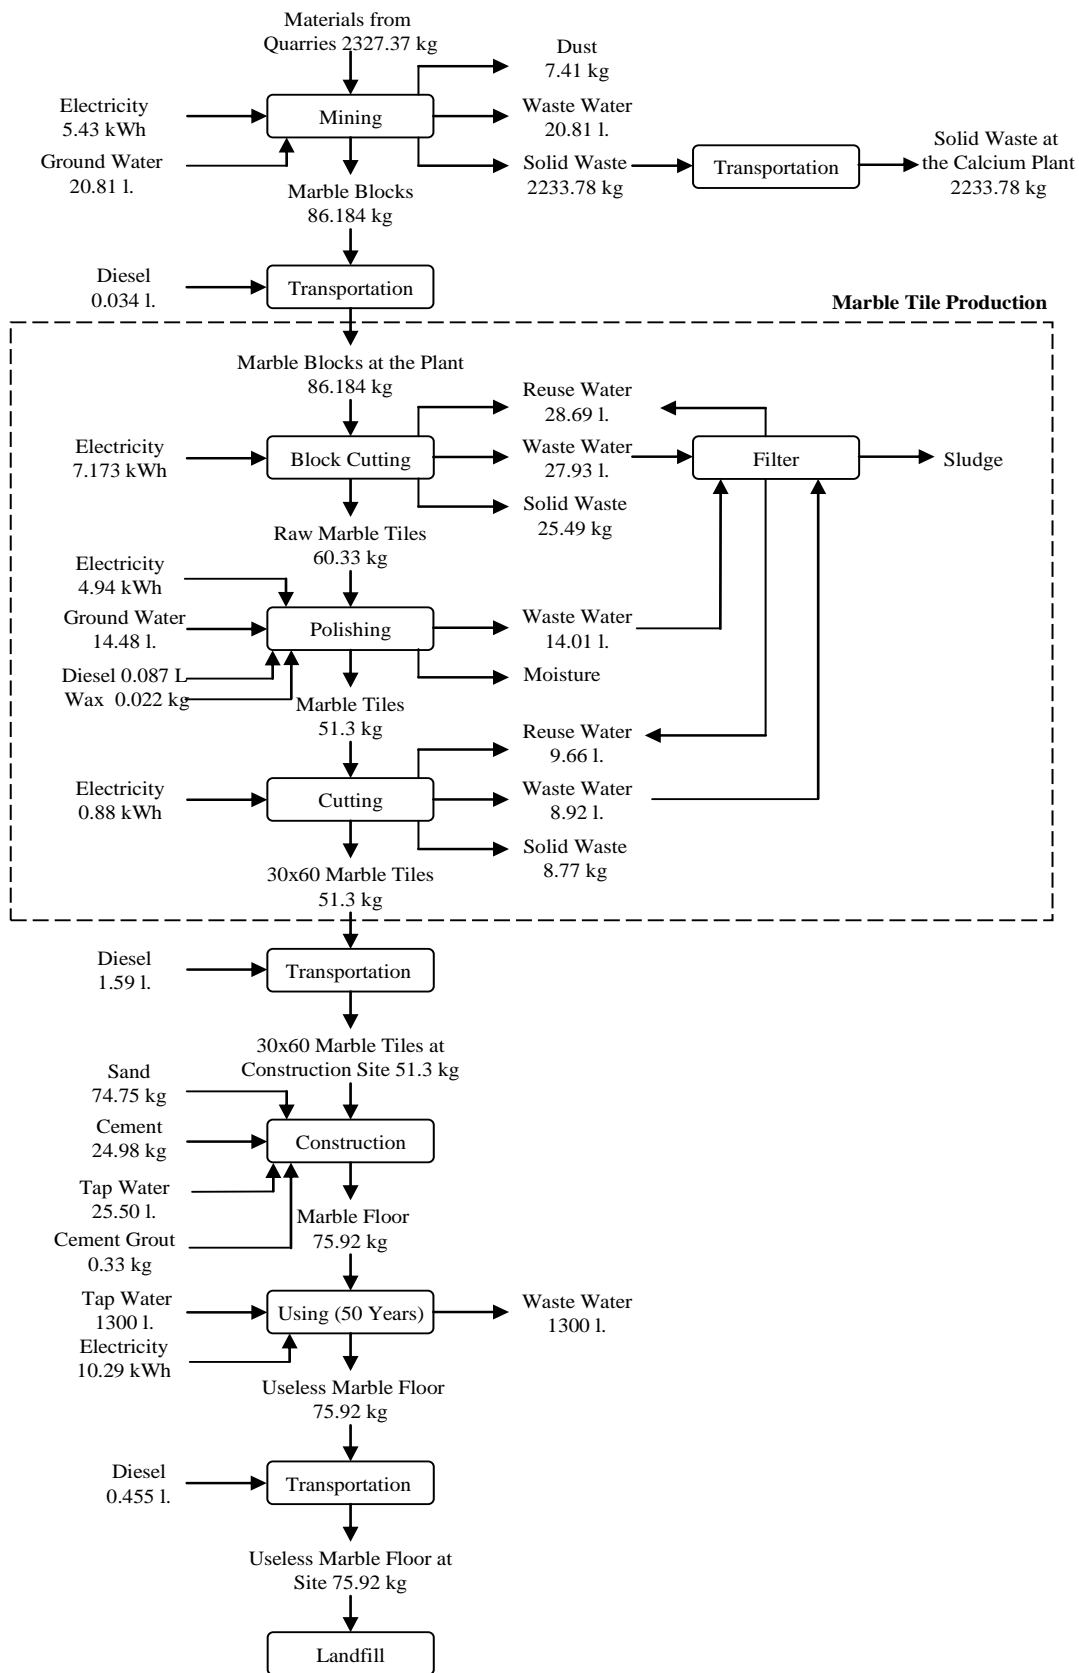 Materials from
Quarries 2327.37 kg
Dust
7.41 kg
Electricity
5.43 kWh
Mining
Waste Water
20.81 l.
Ground Water
20.81 l.
Solid Waste
2233.78 kg
Transportation
Solid Waste at
the Calcium Plant
2233.78 kg
Marble Blocks
86.184 kg
Diesel
0.034 l.
Transportation
Marble Tile Production
Marble Blocks at the Plant
86.184 kg
Reuse Water
28.69 l.
Electricity
7.173 kWh
Block Cutting
Waste Water
27.93 l.
Filter
Sludge
Solid Waste
25.49 kg
Raw Marble Tiles
60.33 kg
Electricity
4.94 kWh
Ground Water
14.48 l.
Polishing
Waste Water
14.01 l.
Diesel 0.087 L
Wax 0.022 kg
Moisture
Marble Tiles
51.3 kg
Reuse Water
9.66 l.
Electricity
0.88 kWh
Cutting
Waste Water
8.92 l.
Solid Waste
8.77 kg
30x60 Marble Tiles
51.3 kg
Diesel
1.59 l.
Transportation
30x60 Marble Tiles at
Construction Site 51.3 kg
Sand
74.75 kg
Cement
24.98 kg
Construction
Tap Water
25.50 l.
Cement Grout
0.33 kg
Marble Floor
75.92 kg
Tap Water
1300 l.
Using (50 Years)
Waste Water
1300 l.
Electricity
10.29 kWh
Useless Marble Floor
75.92 kg
Diesel
0.455 l.
Transportation
Useless Marble Floor at
Site 75.92 kg
Landfill